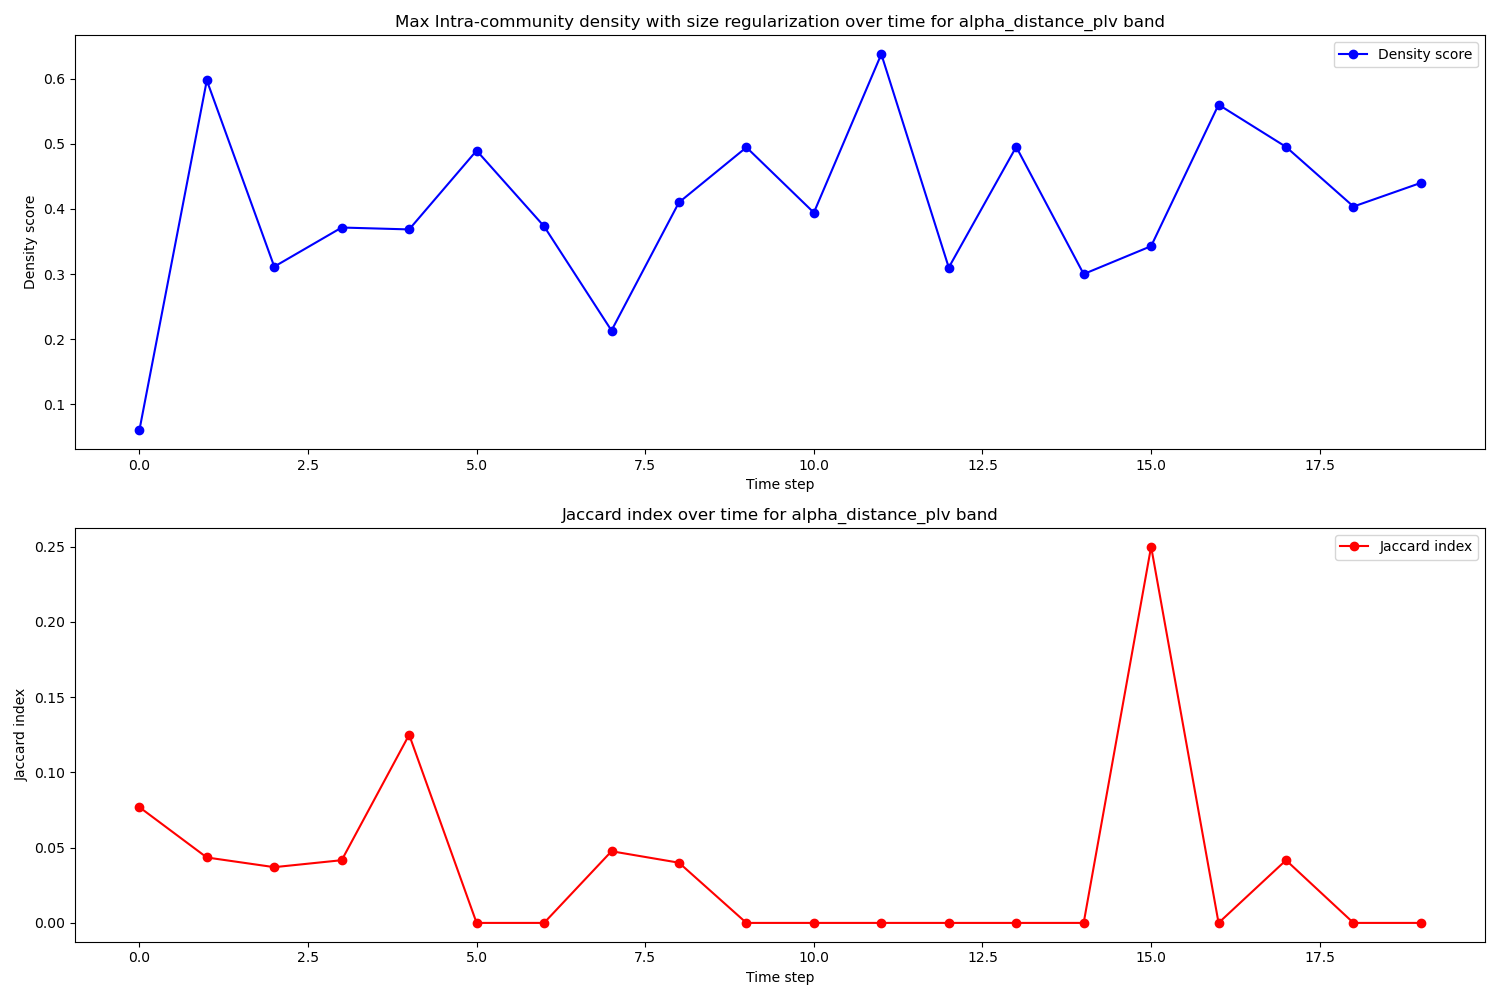 Max Intra-community density with size regularization over time for alpha_distance_plv band
Density score
0.6
0.5
0.4
0.3
0.2
0.1
Density score
0.0 2.5 5.0 7.5 10.0 12.5 15.0 17.5
Time step
Jaccard index over time for alpha_distance_plv band
Jaccard index
0.25
0.20
0.15
0.10
0.05
0.00
Jaccard index
0.0 2.5 5.0 7.5 10.0 12.5 15.0 17.5
Time step